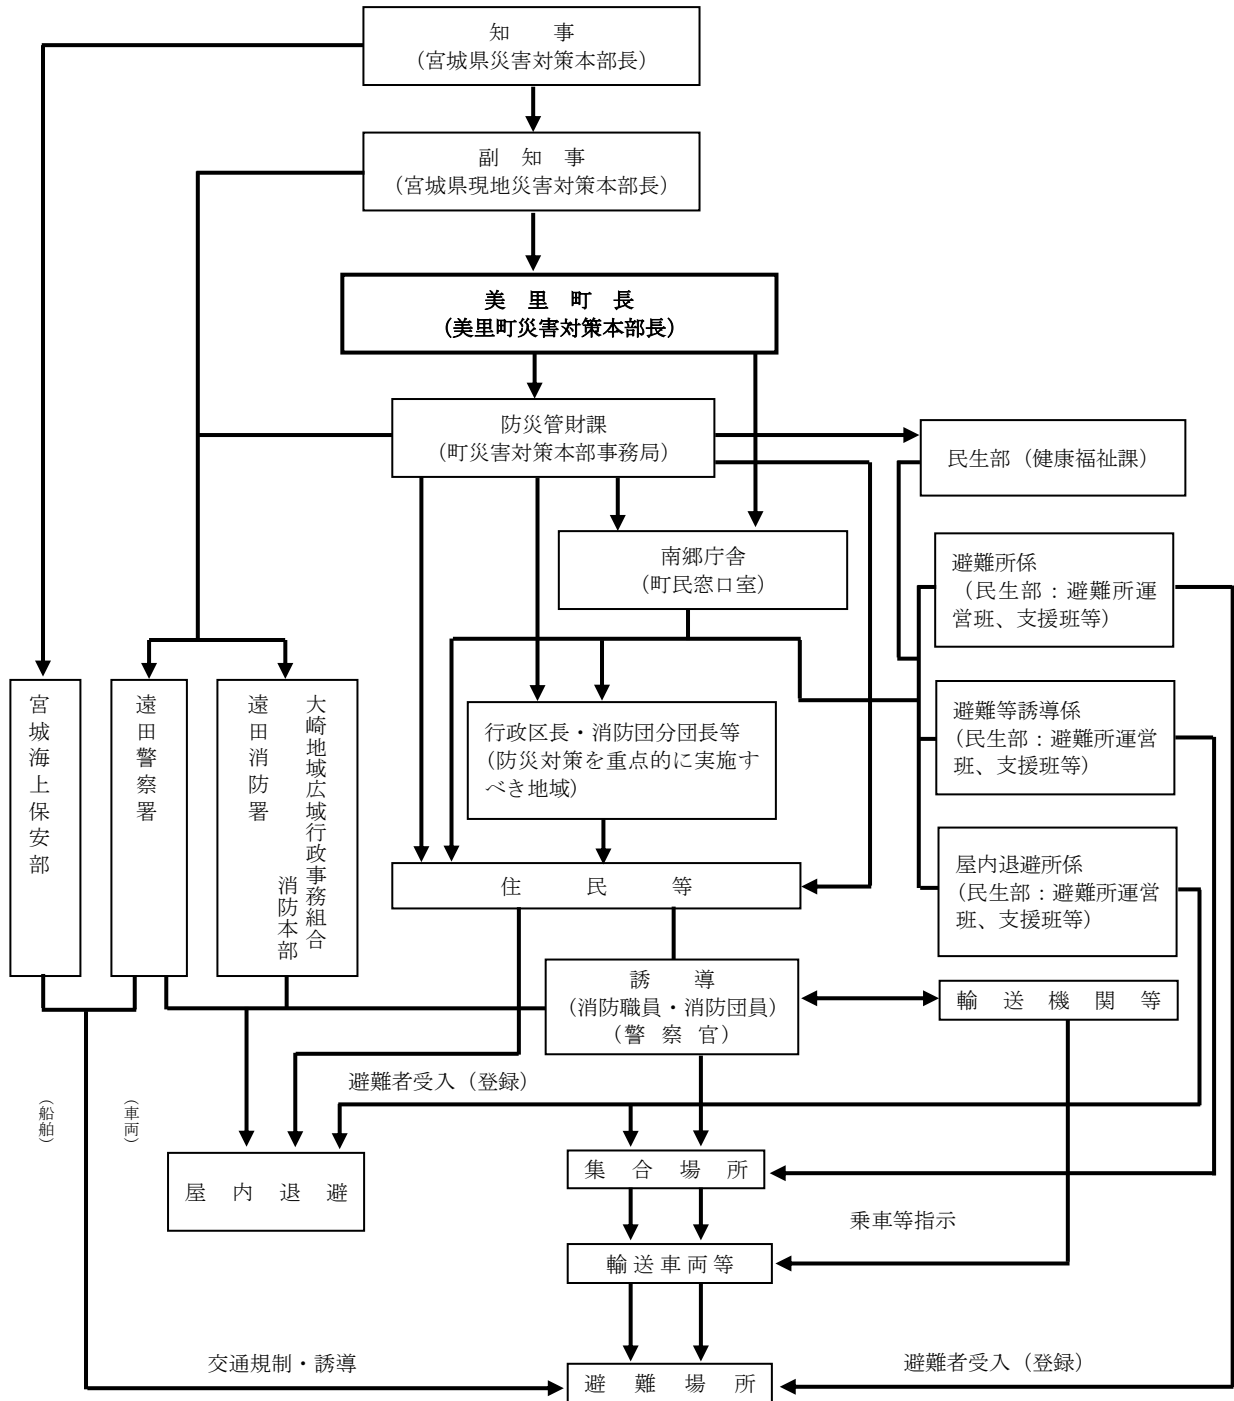 知　事
（宮城県災害対策本部長）
副　知　事
（宮城県現地災害対策本部長）
美　里　町　長
（美里町災害対策本部長）
防災管財課
（町災害対策本部事務局）
民生部（健康福祉課）
南郷庁舎
（町民窓口室）
避難所係
（民生部：避難所運
営班、支援班等）
避難等誘導係
（民生部：避難所運営
班、支援班等）
屋内退避所係
（民生部：避難所運営
班、支援班等）
宮城海上保安部
遠田警察署
大崎地域広域行政事務組合
消防本部
遠田消防署
行政区長・消防団分団長等
（防災対策を重点的に実施す
べき地域）
住　民　等
誘　導
（消防職員・消防団員）
（警　察　官）
輸　送　機　関　等
避難者受入（登録）
（船舶）
（車両）
屋　内　退　避
集　合　場　所
乗車等指示
輸 送 車 両 等
交通規制・誘導
避　難　場　所
避難者受入（登録）